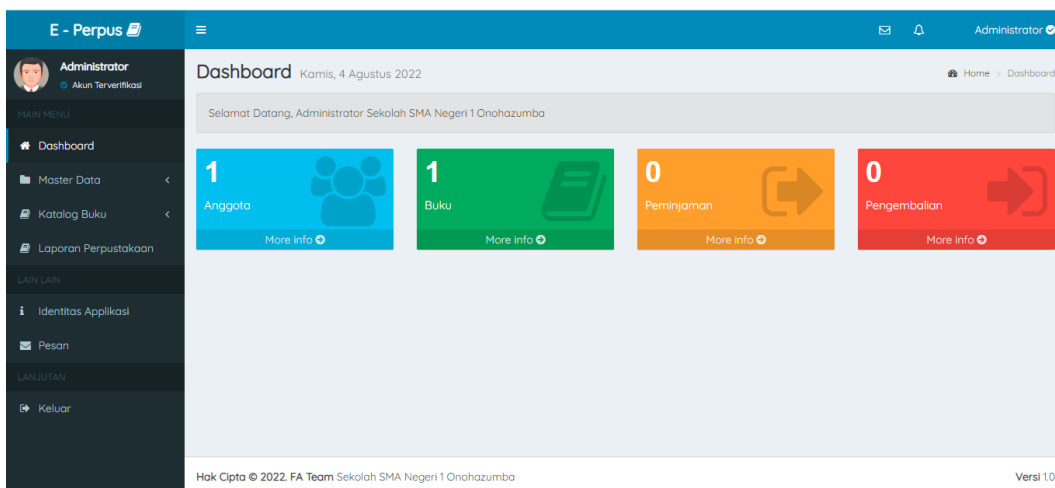 E - Perpus
Administrator
Administrator
Akun Terverifikasi
MAIN MENU
Dashboard
Master Data
Katalog Buku
Laporan Perpustakaan
LAIN LAIN
Identitas Applikasi
Pesan
LANJUTAN
Keluar
Dashboard Kamis, 4 Agustus 2022
Home > Dashboard
Selamat Datang, Administrator Sekolah SMA Negeri 1 Onohazumba
1
Anggota
More info
1
Buku
More info
0
Peminjaman
More info
0
Pengembalian
More info
Hak Cipta © 2022. FA Team Sekolah SMA Negeri 1 Onohazumba
Versi 1.0